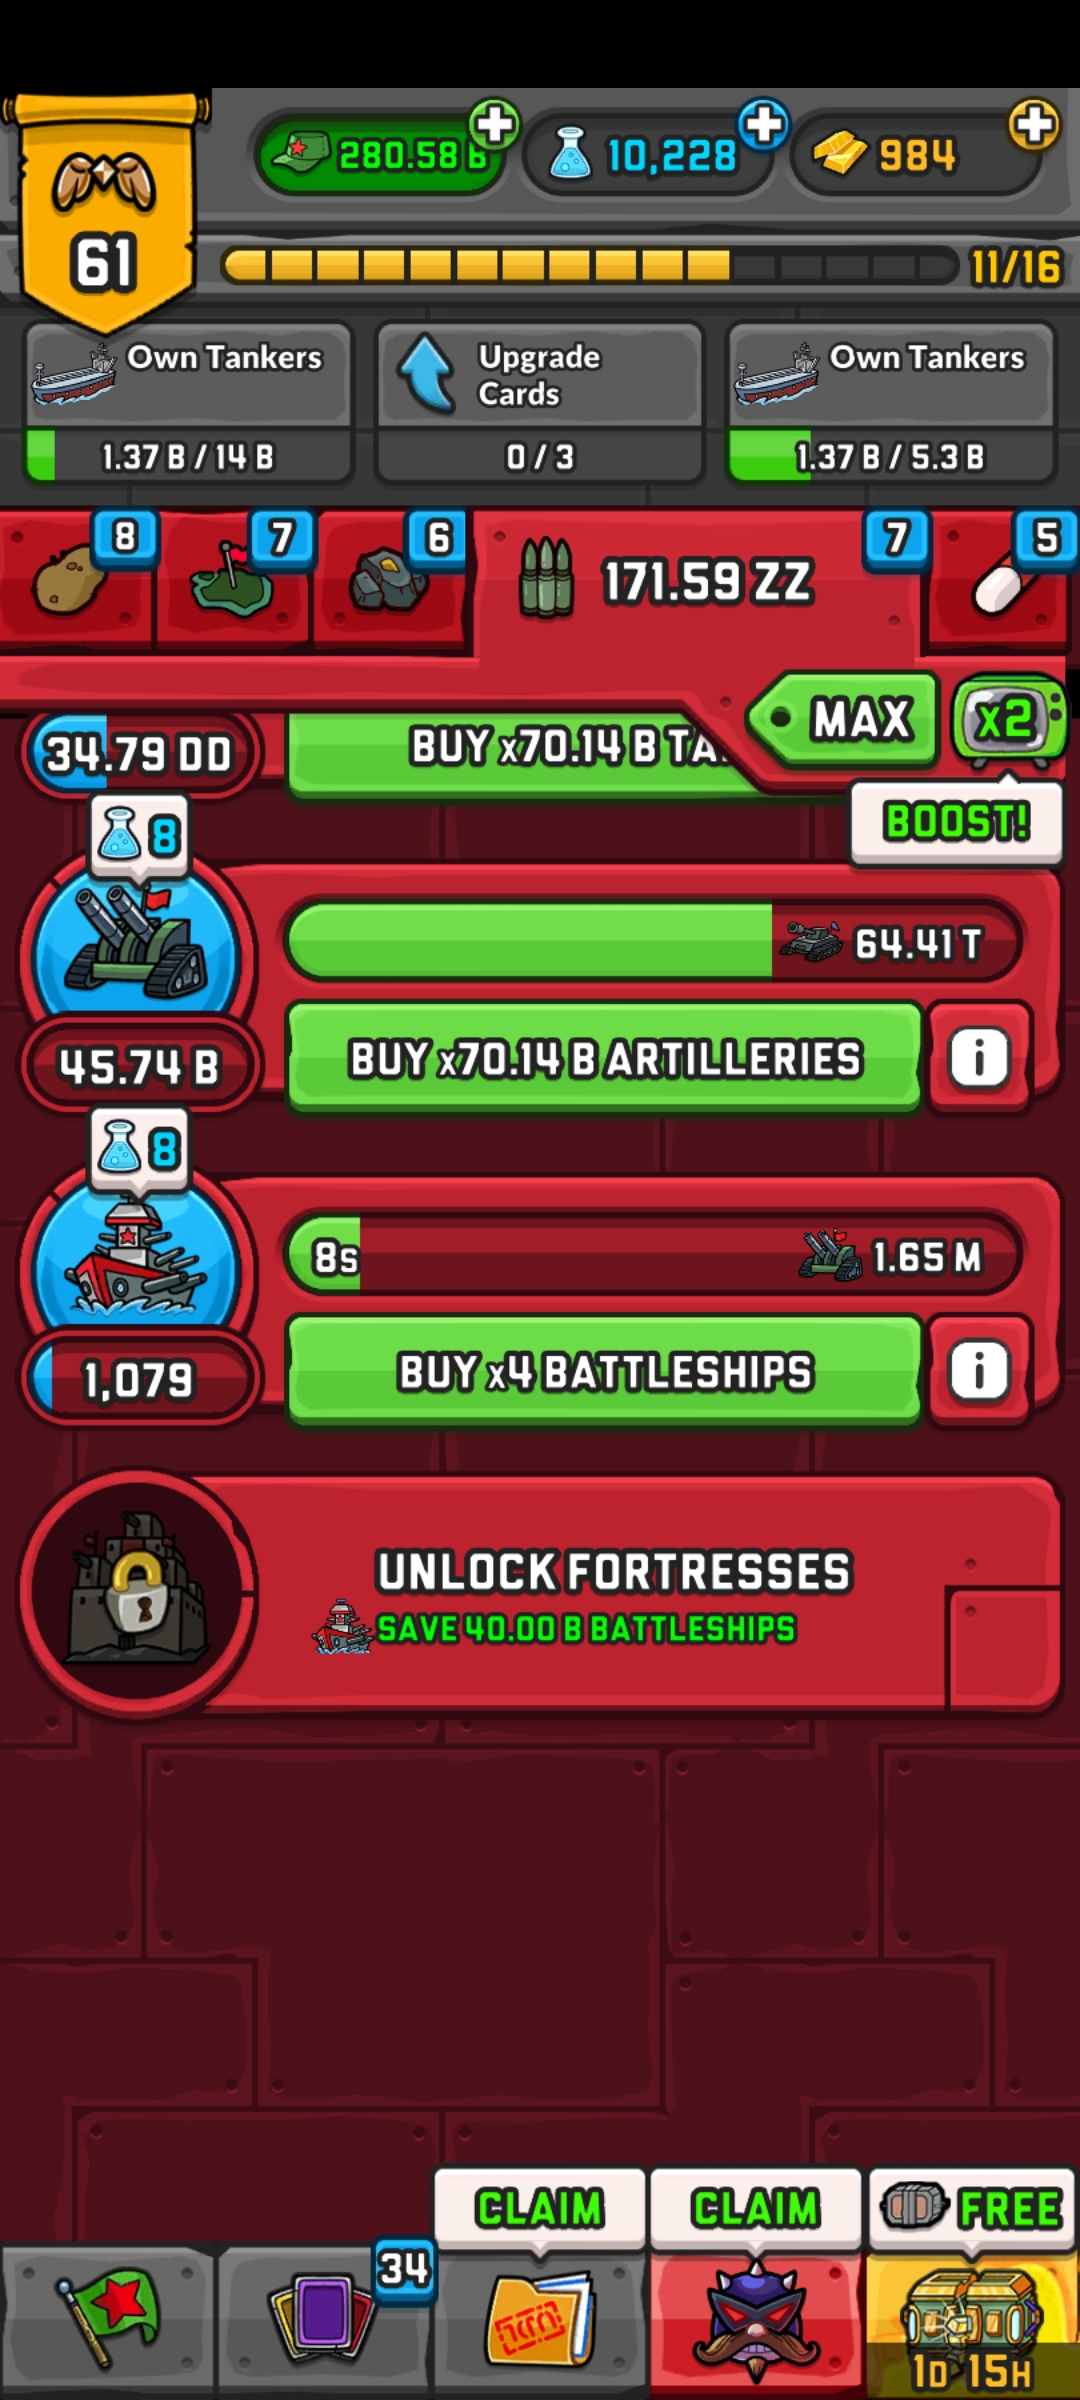 280.58 B
10,228
984
61
11/16
Own Tankers
1.37 B / 14 B
Upgrade
Cards
0 / 3
Own Tankers
1.37 B / 5.3 B
8
7
6
171.59 ZZ
7
5
MAX
x2
34.79 DD
BUY x70.14 B TA
BOOST!
8
64.41 T
45.74 B
BUY x70.14 B ARTILLERIES
i
8
8s
1.65 M
1,079
BUY x4 BATTLESHIPS
i
UNLOCK FORTRESSES
SAVE 40.00 B BATTLESHIPS
CLAIM
CLAIM
FREE
34
1D 15H